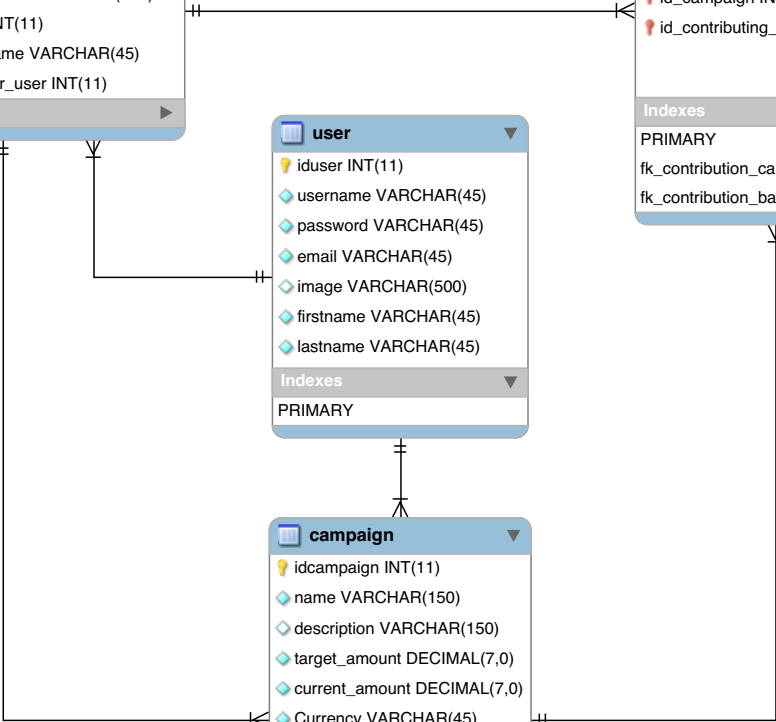 NT(11)
me VARCHAR(45)
r_user INT(11)
id_campaign IN
id_contributing_
Indexes
PRIMARY
fk_contribution_ca
fk_contribution_ba
user
iduser INT(11)
username VARCHAR(45)
password VARCHAR(45)
email VARCHAR(45)
image VARCHAR(500)
firstname VARCHAR(45)
lastname VARCHAR(45)
Indexes
PRIMARY
campaign
idcampaign INT(11)
name VARCHAR(150)
description VARCHAR(150)
target_amount DECIMAL(7,0)
current_amount DECIMAL(7,0)
Currency VARCHAR(45)